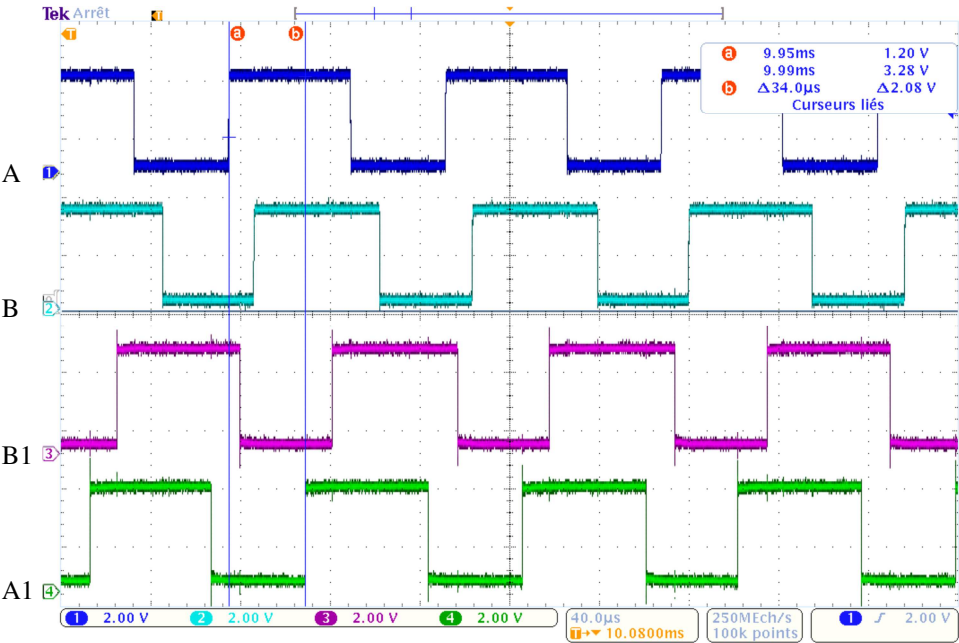 Tek Arrêt
T
T a b
a 9.95ms 1.20 V
9.99ms 3.28 V
b Δ34.0μs Δ2.08 V
Curseurs liés
A 1
B 2
B1 3
A1 4
1 2.00 V 2 2.00 V 3 2.00 V 4 2.00 V 40.0μs 250MEch/s 1 2.00 V
T→▼ 10.0800ms 100k points